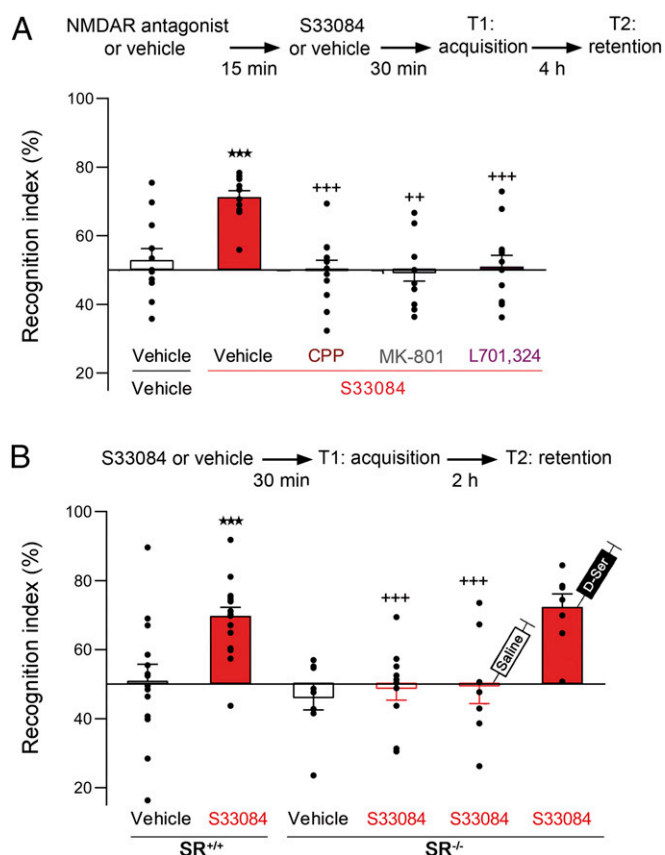 A
NMDAR antagonist or vehicle
15 min
S33084 or vehicle
30 min
T1: acquisition
4 h
T2: retention
Recognition index (%)
100
80
60
40
20
★★★
+++
++
+++
Vehicle Vehicle CPP MK-801 L701,324
Vehicle S33084
B
S33084 or vehicle T1: acquisition T2: retention
30 min 2 h
Recognition index (%)
100
80
60
40
20
★★★
+++
+++
Saline
D-Ser
Vehicle S33084 Vehicle S33084 S33084 S33084
SR+/+ SR-/-